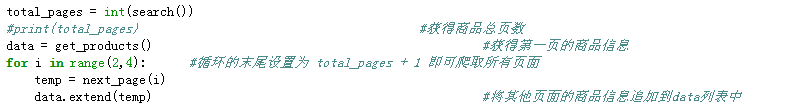 total_pages = int(search())
#print(total_pages) #获得商品总页数
data = get_products() #获得第一页的商品信息
for i in range(2,4): #循环的末尾设置为 total_pages + 1 即可爬取所有页面
    temp = next_page(i)
    data.extend(temp) #将其他页面的商品信息追加到data列表中